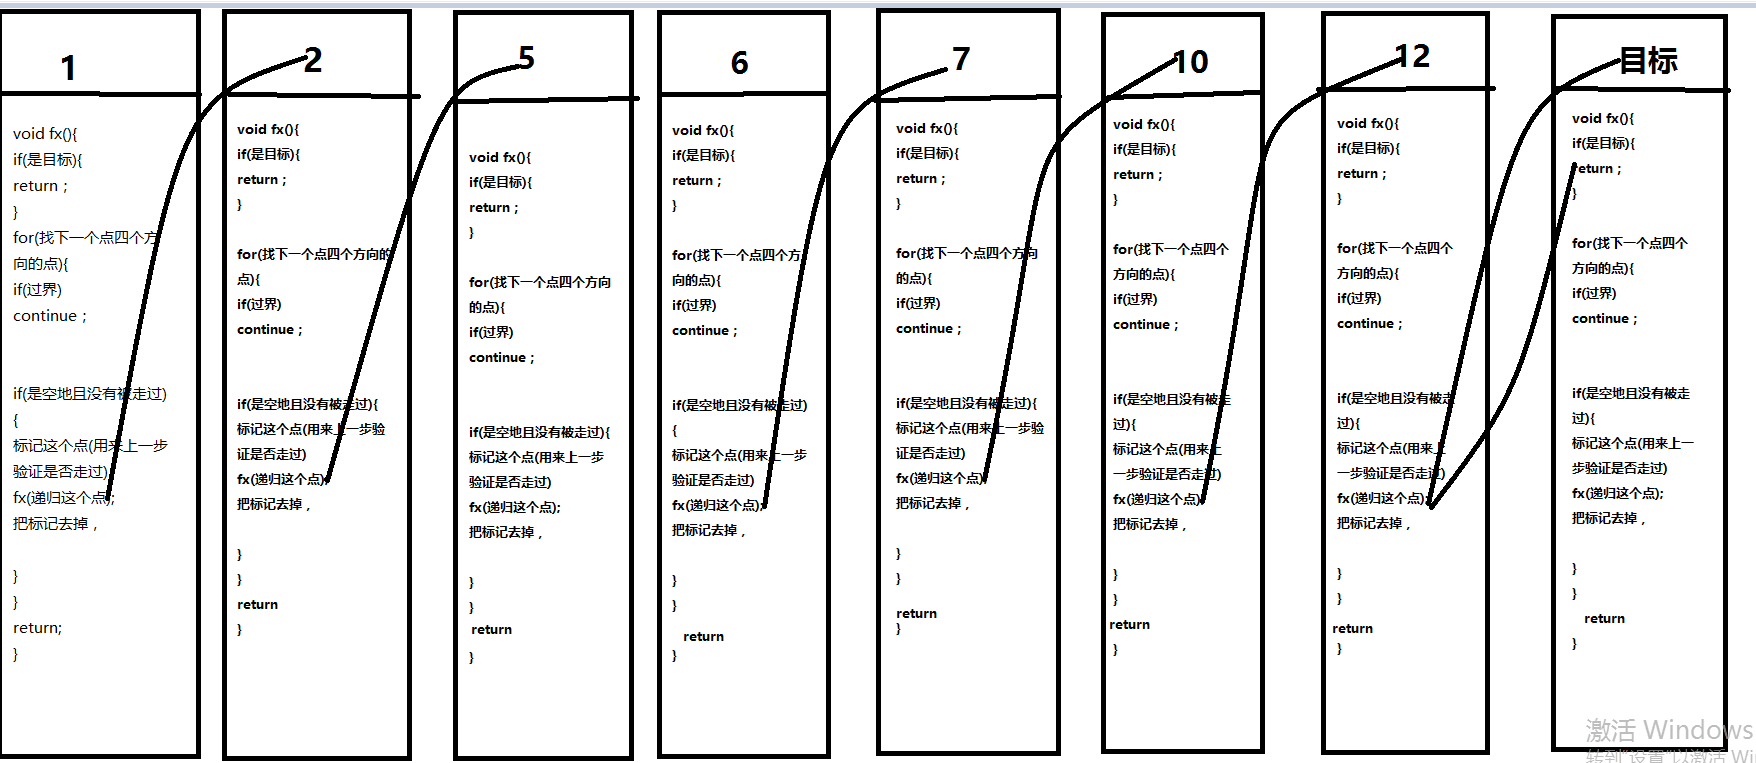 1
void fx(){
if(是目标){
return ;
}
for(找下一个点四个方
向的点){
if(过界)
continue ;
if(是空地且没有被走过)
{
标记这个点(用来上一步
验证是否走过)
fx(递归这个点);
把标记去掉 ,
}
}
return;
}
2
void fx(){
if(是目标){
return ;
}
for(找下一个点四个方向的
点){
if(过界)
continue ;
if(是空地且没有被走过){
标记这个点(用来上一步验
证是否走过)
fx(递归这个点)
把标记去掉 ,
}
}
return
}
5
void fx(){
if(是目标){
return ;
}
for(找下一个点四个方向
的点){
if(过界)
continue ;
if(是空地且没有被走过){
标记这个点(用来上一步
验证是否走过)
fx(递归这个点);
把标记去掉 ,
}
}
return
}
6
void fx(){
if(是目标){
return ;
}
for(找下一个点四个方
向的点){
if(过界)
continue ;
if(是空地且没有被走过)
{
标记这个点(用来上一步
验证是否走过)
fx(递归这个点);
把标记去掉 ,
}
}
return
}
7
void fx(){
if(是目标){
return ;
}
for(找下一个点四个方向
的点){
if(过界)
continue ;
if(是空地且没有被走过){
标记这个点(用来上一步验
证是否走过)
fx(递归这个点)
把标记去掉 ,
}
}
return
}
10
void fx(){
if(是目标){
return ;
}
for(找下一个点四个
方向的点){
if(过界)
continue ;
if(是空地且没有被走
过){
标记这个点(用来上
一步验证是否走过)
fx(递归这个点)
把标记去掉 ,
}
}
return
}
12
void fx(){
if(是目标){
return ;
}
for(找下一个点四个
方向的点){
if(过界)
continue ;
if(是空地且没有被走
过){
标记这个点(用来上
一步验证是否走过)
fx(递归这个点)
把标记去掉 ,
}
}
return
}
目标
void fx(){
if(是目标){
return ;
}
for(找下一个点四个
方向的点){
if(过界)
continue ;
if(是空地且没有被走
过){
标记这个点(用来上一
步验证是否走过)
fx(递归这个点);
把标记去掉 ,
}
}
return
}
激活 Windows
转到"设置"以激活 Wi